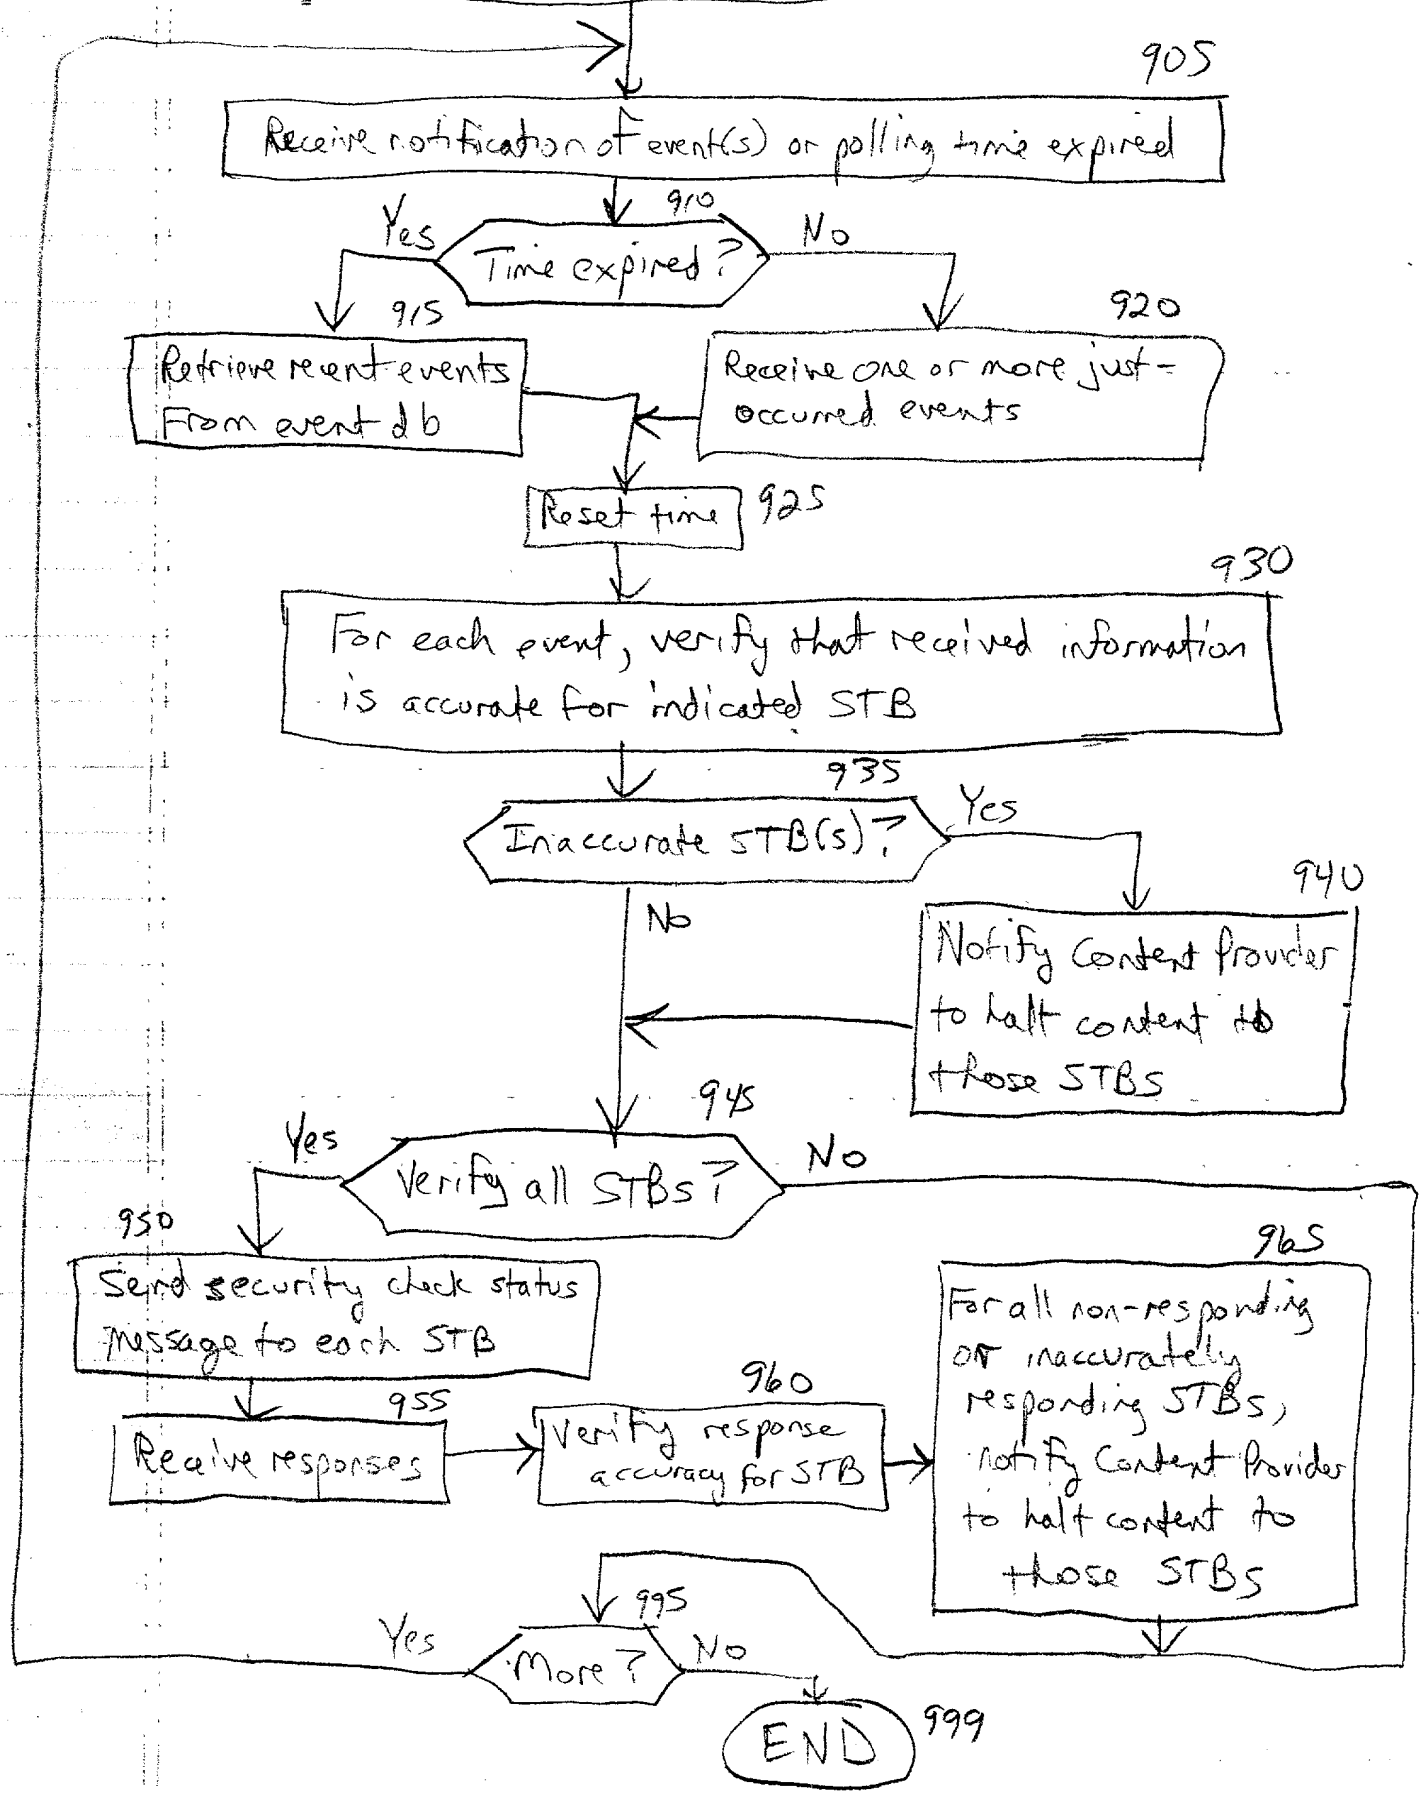 905
Receive notification of event(s) or polling time expired
910
Yes
No
Time expired?
915
920
Retrieve recent events
From event db
Receive one or more just-
occurred events
Reset time
925
930
For each event, verify that received information
is accurate for indicated STB
935
Yes
Inaccurate STB(s)?
940
No
Notify Content Provider
to halt content to
those STBs
945
Yes
No
Verify all STBs?
950
965
Send security check status
message to each STB
For all non-responding
or inaccurately
responding STBs,
notify Content Provider
to halt content to
those STBs
955
960
Receive responses
Verify response
accuracy for STB
995
Yes
No
More?
999
END